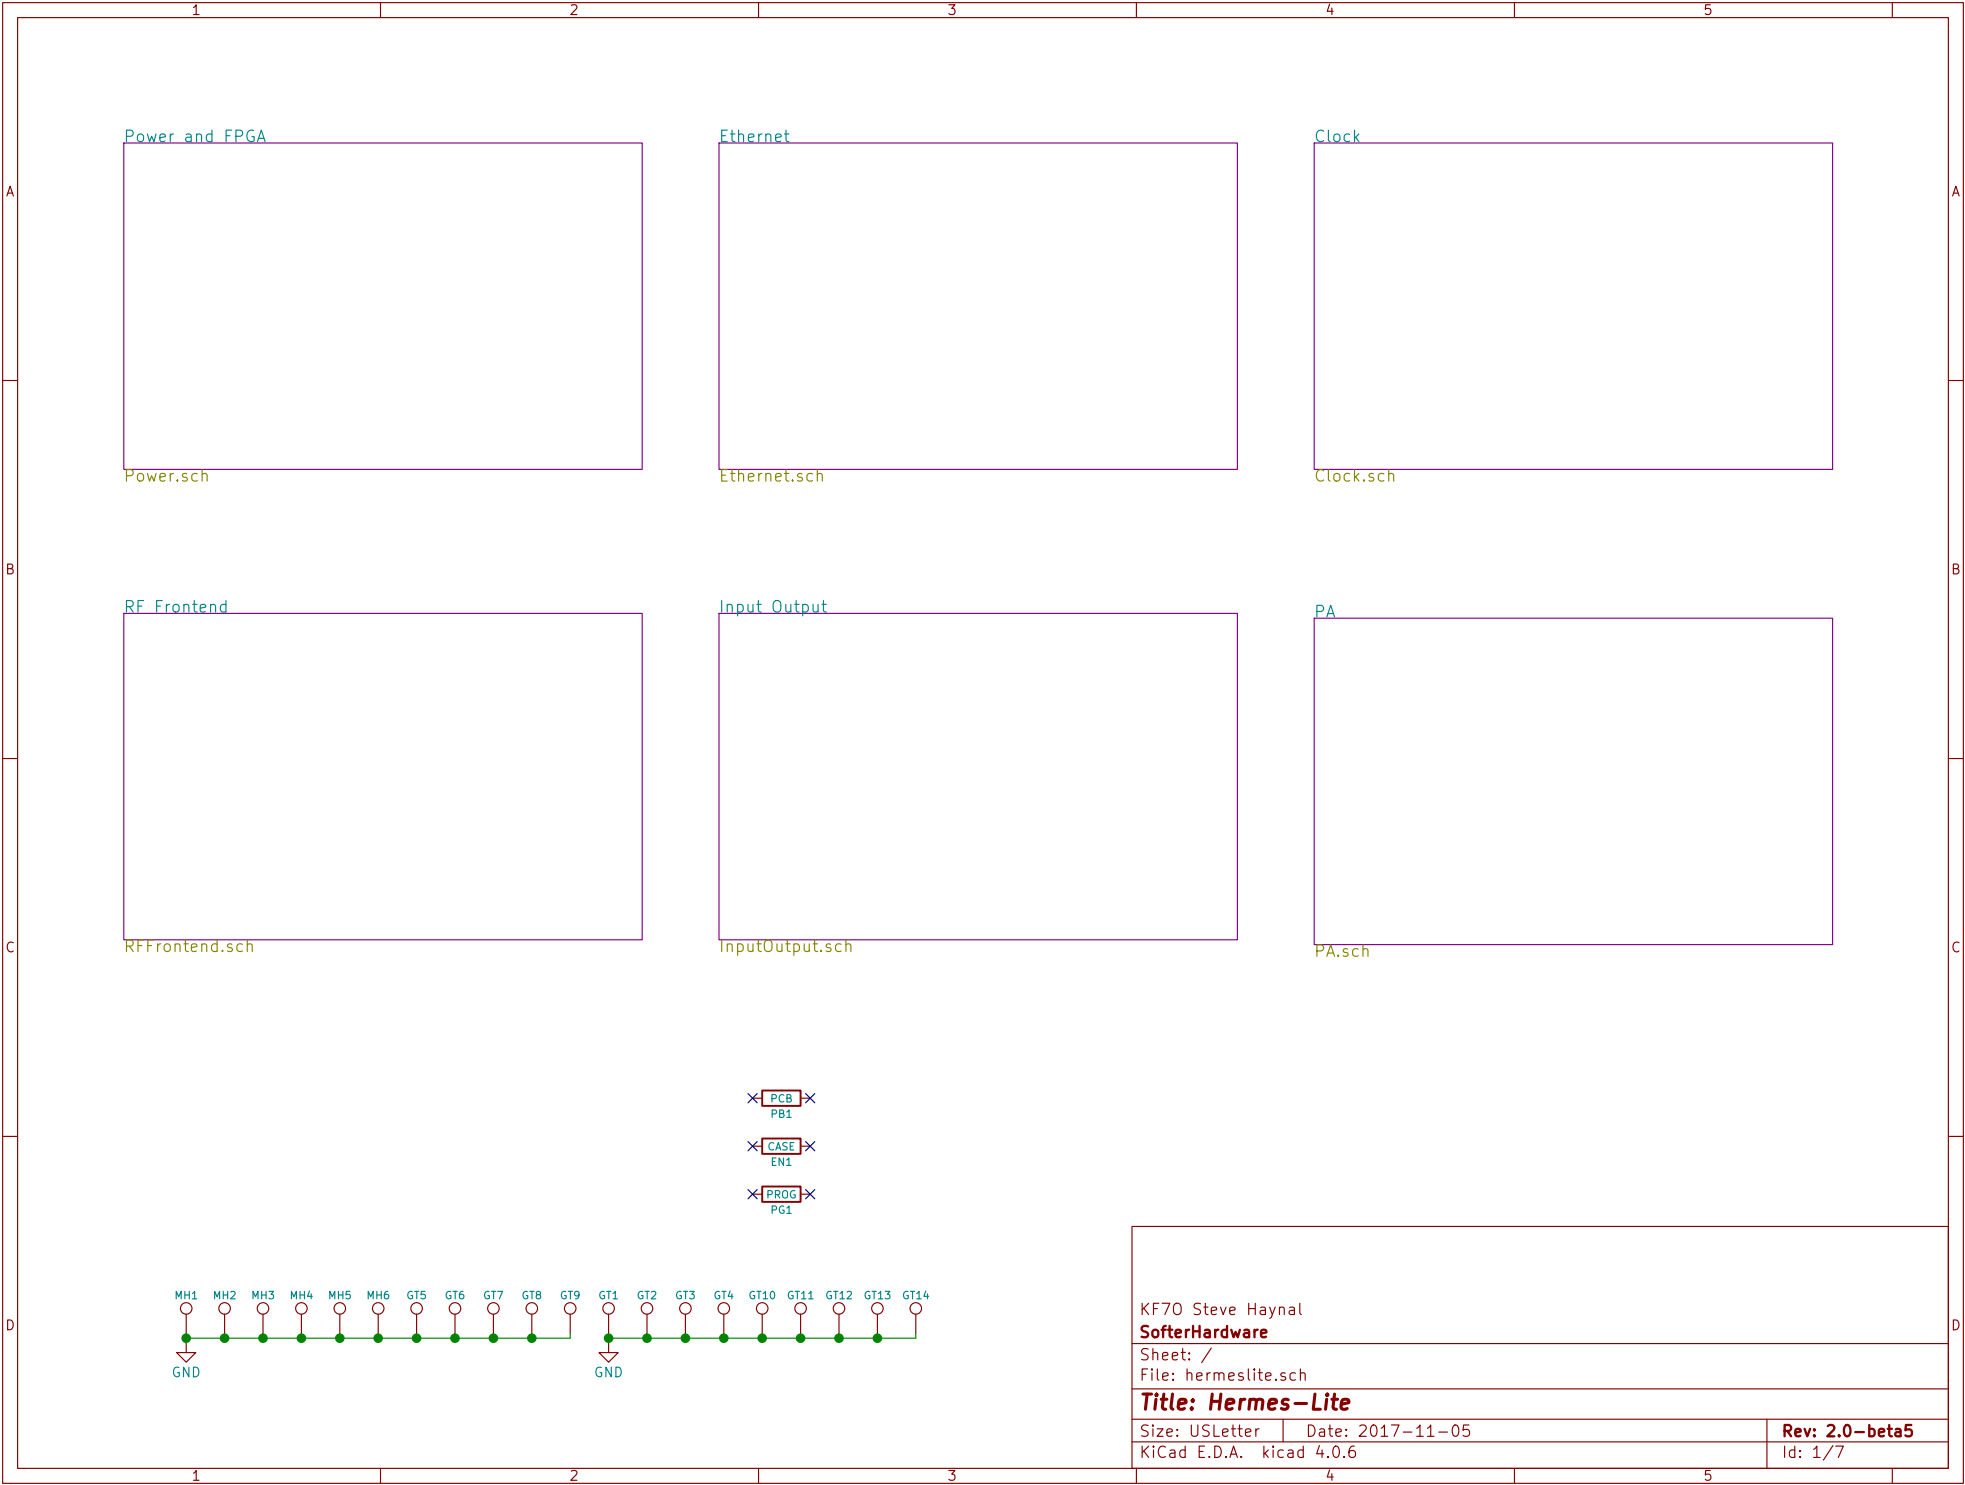 1 2 3 4 5
Power and FPGA Ethernet Clock
A A
Power.sch Ethernet.sch Clock.sch
B B
RF Frontend Input Output PA
RFFrontend.sch InputOutput.sch PA.sch
C C
PCB
PB1
CASE
EN1
PROG
PG1
MH1 MH2 MH3 MH4 MH5 MH6 GT5 GT6 GT7 GT8 GT9 GT1 GT2 GT3 GT4 GT10 GT11 GT12 GT13 GT14
D D
GND GND
KF7O Steve Haynal
SofterHardware
Sheet: /
File: hermeslite.sch
Title: Hermes-Lite
Size: USLetter Date: 2017-11-05 Rev: 2.0-beta5
KiCad E.D.A. kicad 4.0.6 Id: 1/7
1 2 3 4 5